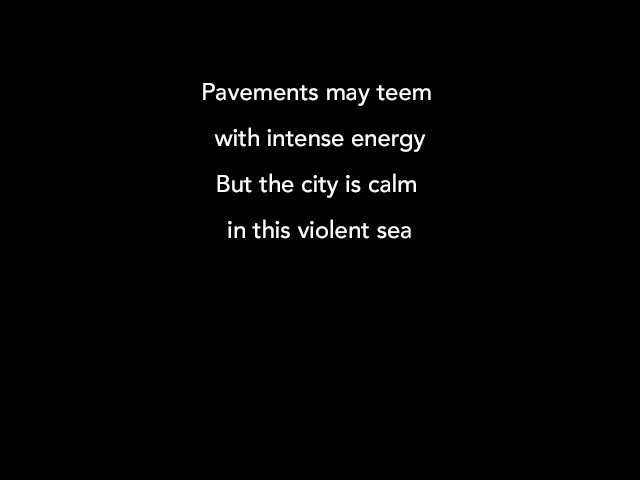 Pavements may teem
with intense energy
But the city is calm
in this violent sea